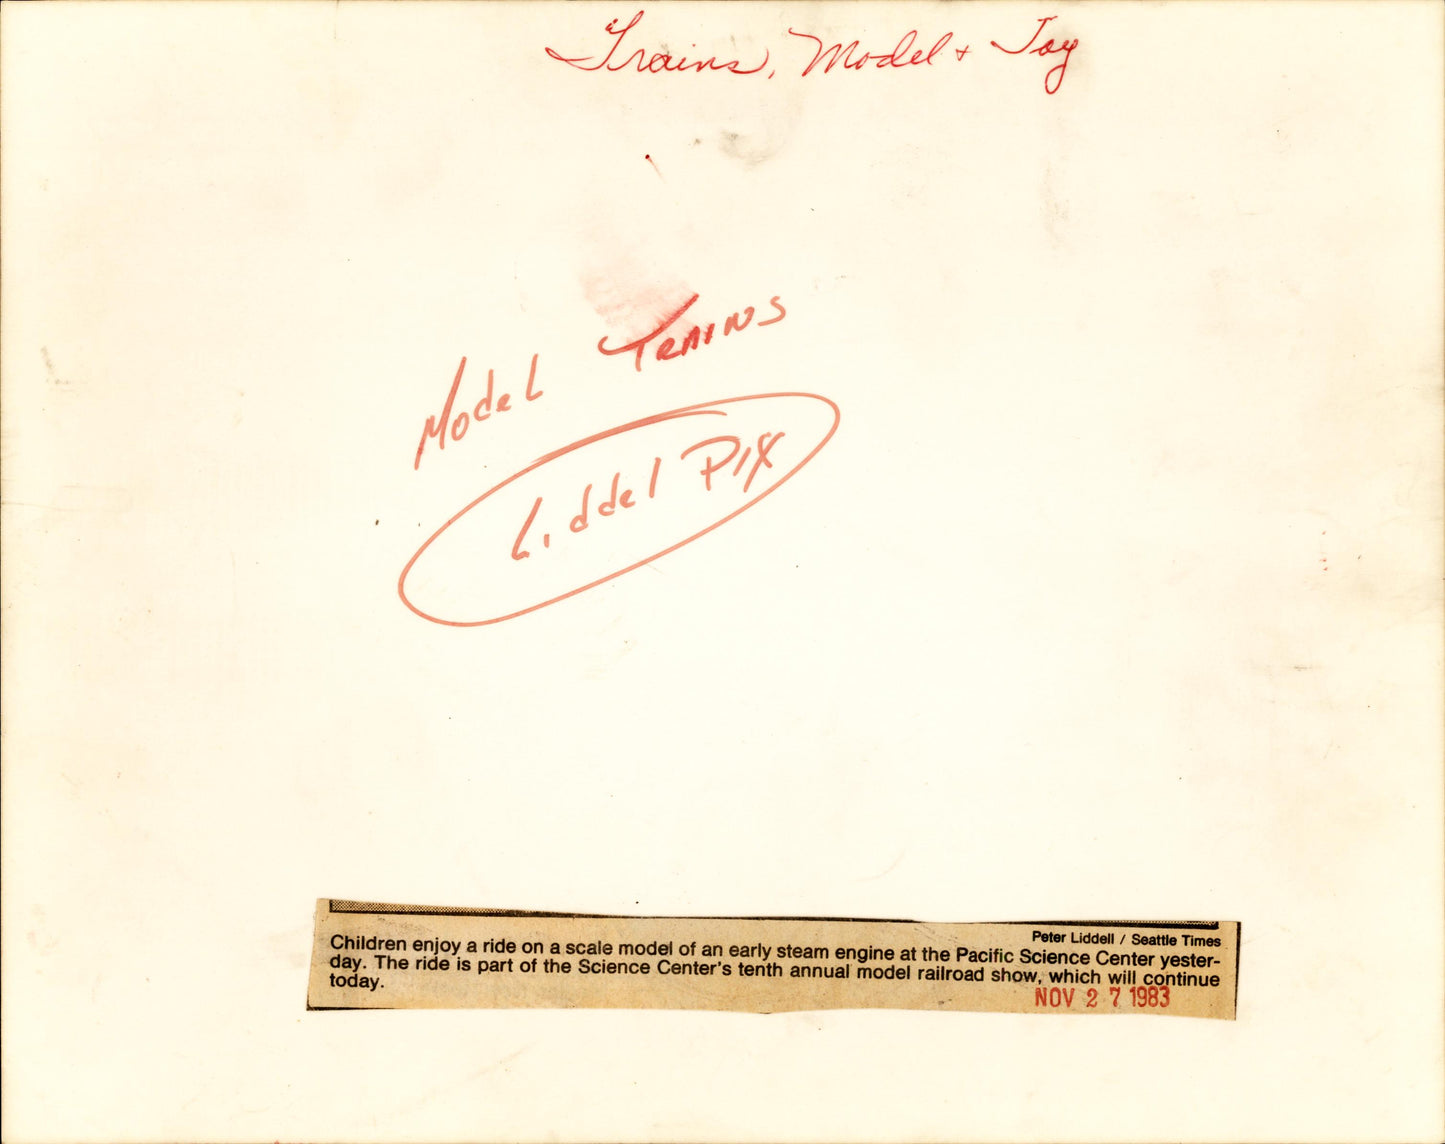 Trains, Model + Toy
Model Trains
Liddel Pix
Peter Liddell / Seattle Times
Children enjoy a ride on a scale model of an early steam engine at the Pacific Science Center yester-
day. The ride is part of the Science Center's tenth annual model railroad show, which will continue
today.
NOV 27 1983